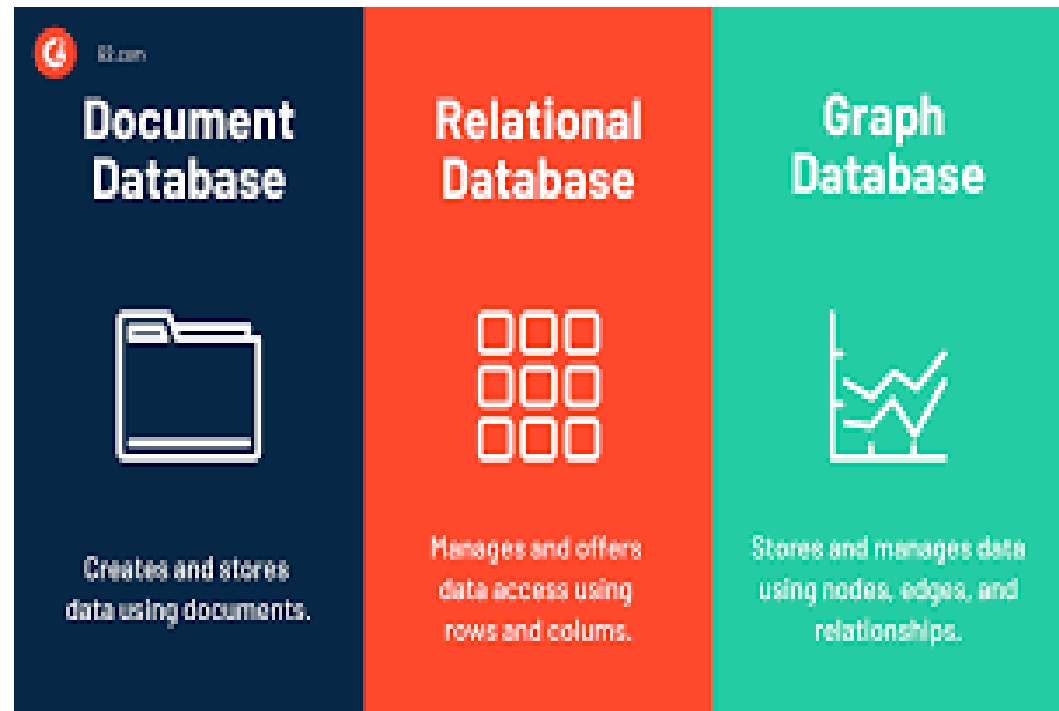 G2.com
Document
Database
Creates and stores
data using documents.
Relational
Database
Manages and offers
data access using
rows and colums.
Graph
Database
Stores and manages data
using nodes, edges, and
relationships.